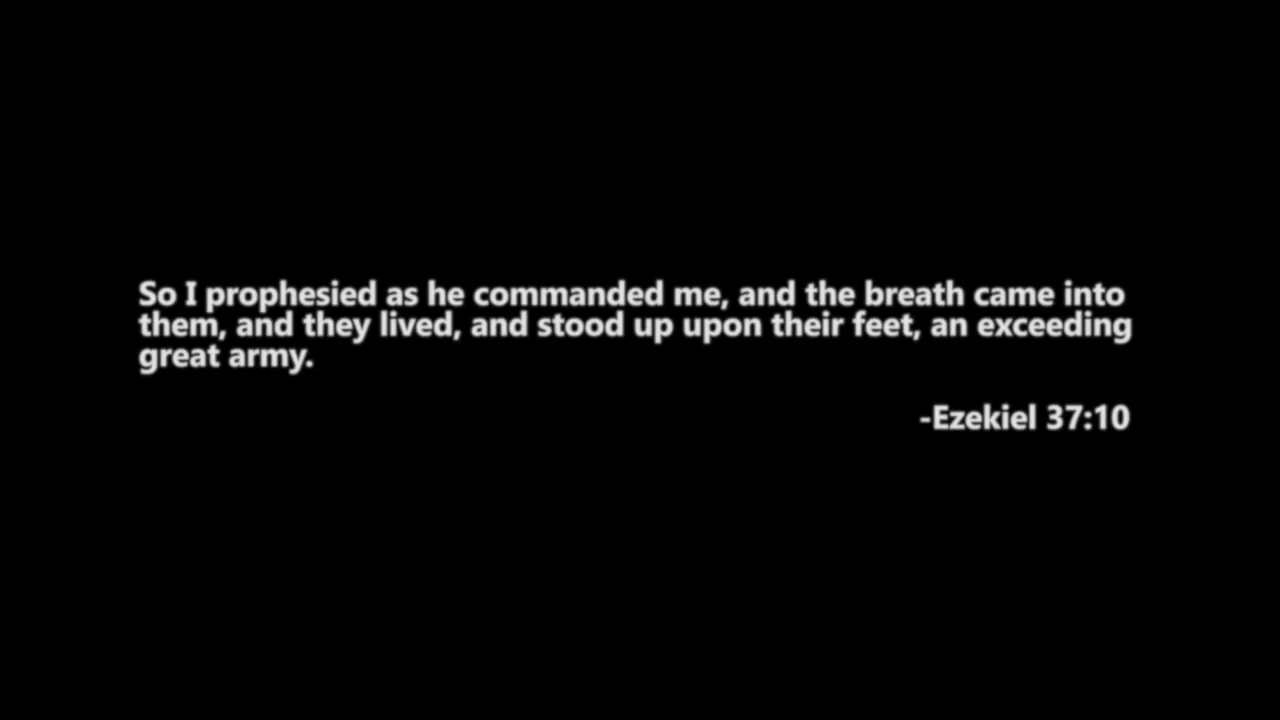 So I prophesied as he commanded me, and the breath came into
them, and they lived, and stood up upon their feet, an exceeding
great army.
-Ezekiel 37:10